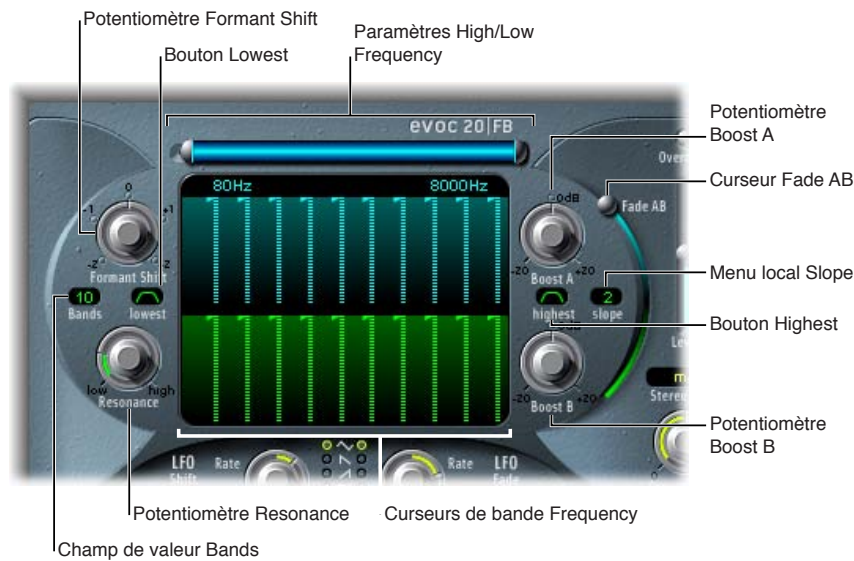 Potentiomètre Formant Shift
Bouton Lowest
Paramètres High/Low
Frequency
Potentiomètre
Boost A
Curseur Fade AB
Menu local Slope
Bouton Highest
Potentiomètre
Boost B
evoc 20|FB
80Hz
8000Hz
0
-1
+1
-2
Formant Shift
10
Bands
lowest
low
high
Resonance
0dB
-20
+20
Boost A
Fade AB
highest
2
slope
-20
+20
Boost B
LFO
Rate
Rate
LFO
Potentiomètre Resonance
Curseurs de bande Frequency
Champ de valeur Bands